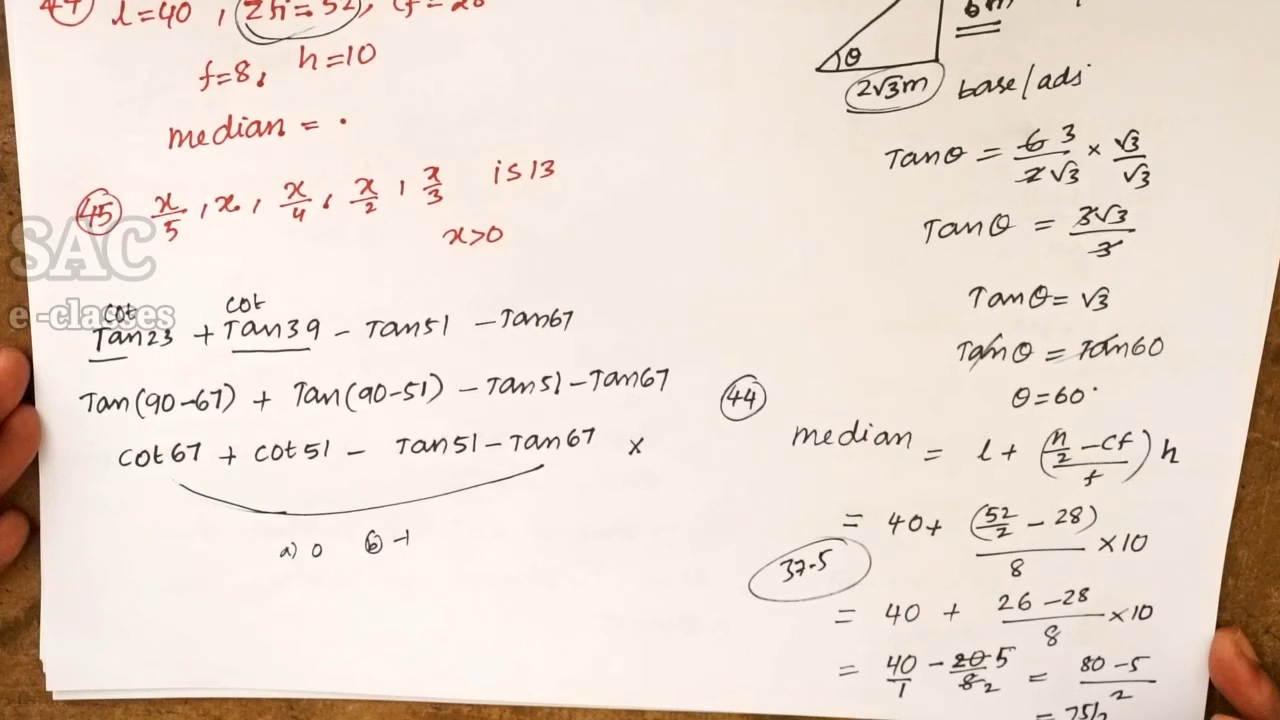 l=40 , Σfi=52, cf=28
f=8, h=10
median = .
45 x/5 , x, x/4, x/2, x/3 is 13
x>0
SAC
e-classes
cot cot
Tan23 + Tan39 - Tan51 - Tan67
Tan(90-67) + Tan(90-51) - Tan51-Tan67
cot67 + cot51 - Tan51-Tan67 x
a) 0 b -1
6m
θ
2√3m base/adj
Tanθ = 6 3/2√3 × √3/√3
Tanθ = 3√3/3
Tanθ= √3
Tanθ = Tan60
θ=60°
44
median = l + (n/2 -cf/f) h
= 40+ (52/2 - 28)/8 ×10
37.5
= 40 + 26-28/8 ×10
= 40/1 - 20 5/8 2 = 80-5/2
= 75/2